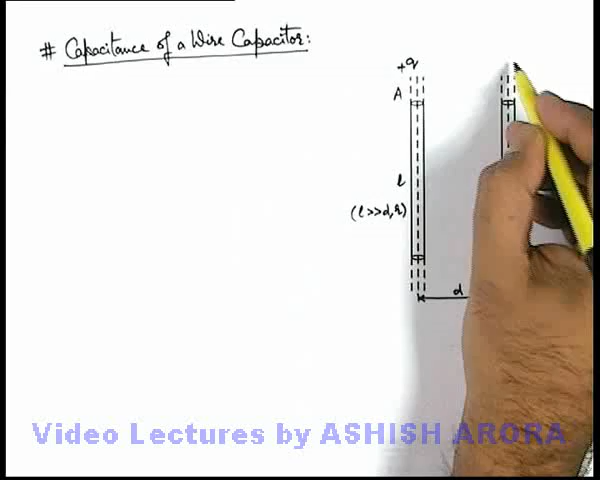 # Capacitance of a Wire Capacitor:
+q
A
l
(l>>d,r)
d
Video Lectures by ASHISH ARORA